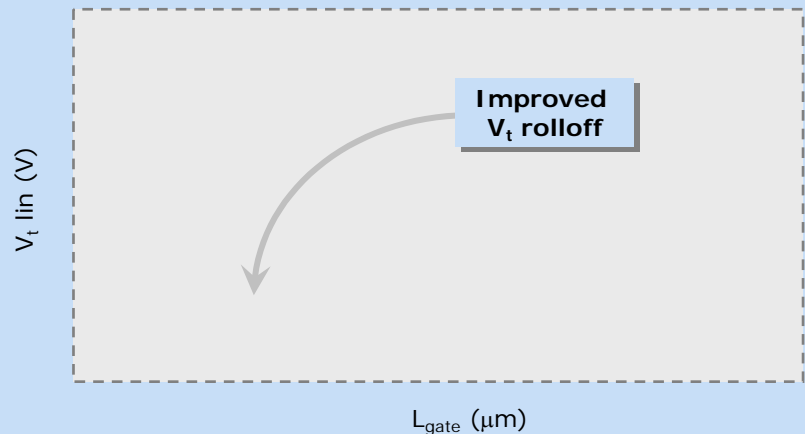 Improved
Vt rolloff
Vt lin (V)
Lgate (μm)